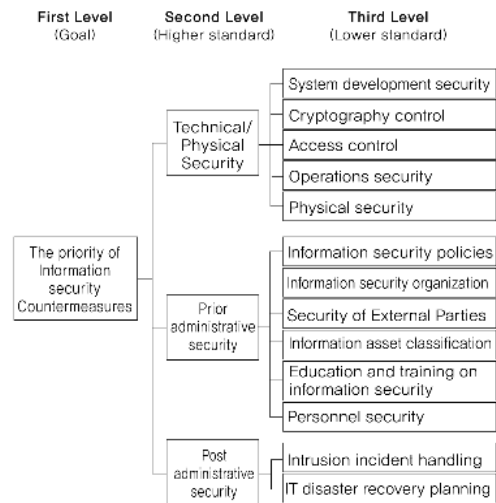 First Level
(Goal)
Second Level
(Higher standard)
Third Level
(Lower standard)
The priority of
Information
security
Countermeasures
Technical/
Physical
Security
System development security
Cryptography control
Access control
Operations security
Physical security
Prior
administrative
security
Information security policies
Information security organization
Security of External Parties
Information asset classification
Education and training on
information security
Personnel security
Post
administrative
security
Intrusion incident handling
IT disaster recovery planning